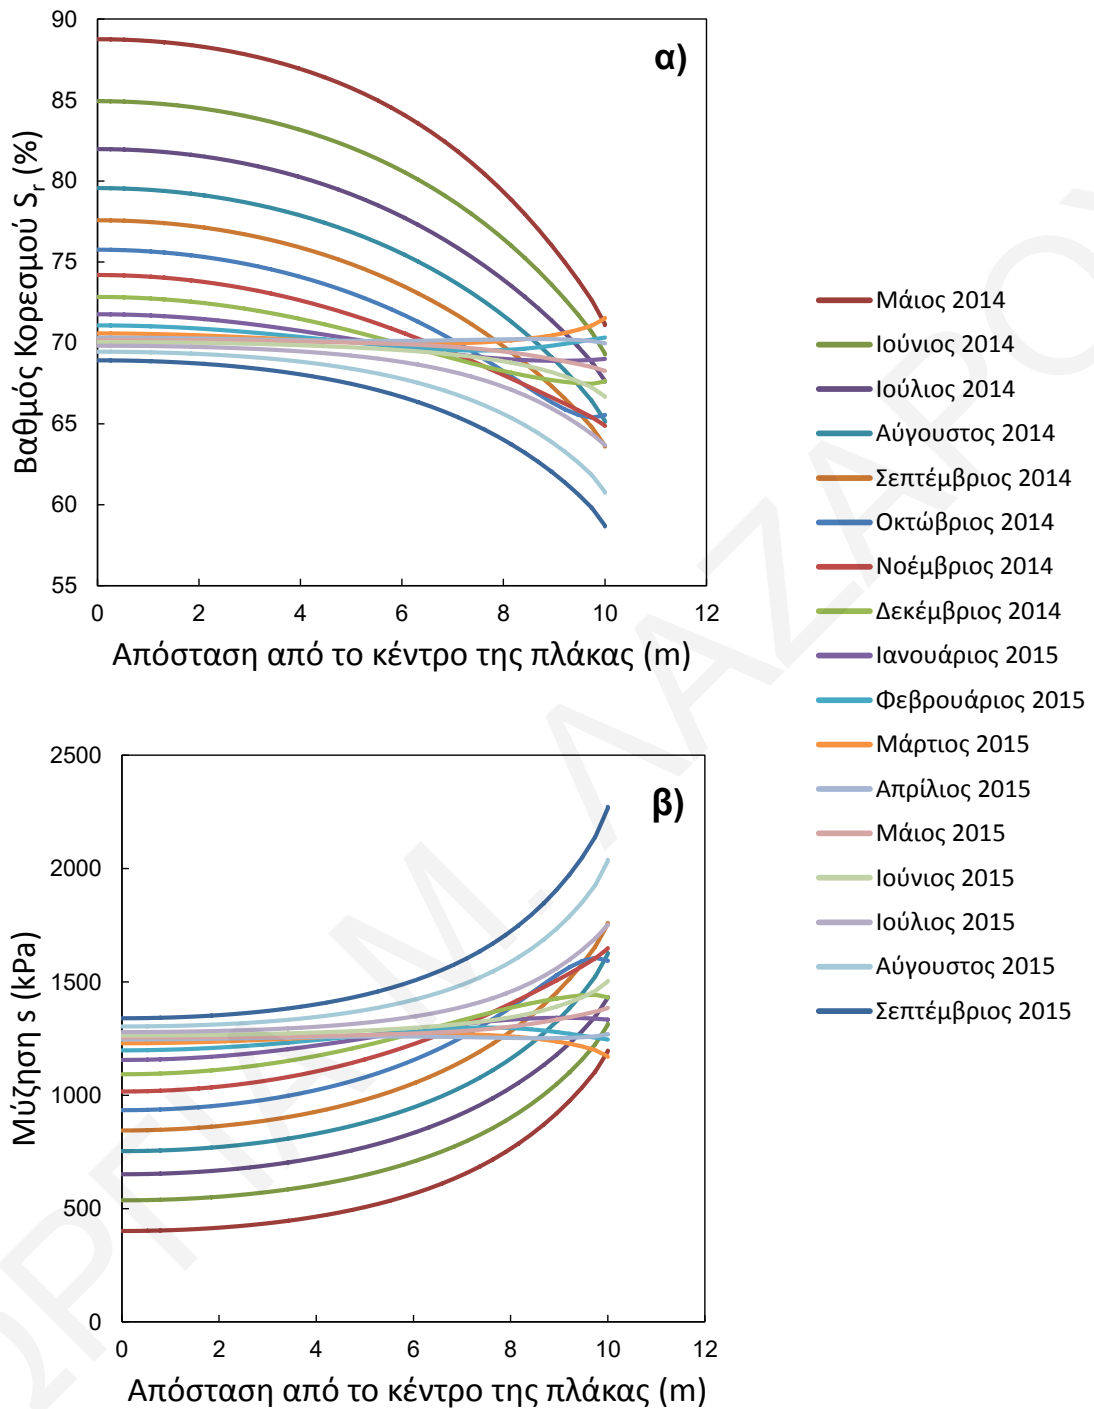 90
85
80
75
70
65
60
55
Βαθμός Κορεσμού Sr (%)
α)
0 2 4 6 8 10 12
Απόσταση από το κέντρο της πλάκας (m)
Μάιος 2014
Ιούνιος 2014
Ιούλιος 2014
Αύγουστος 2014
Σεπτέμβριος 2014
Οκτώβριος 2014
Νοέμβριος 2014
Δεκέμβριος 2014
Ιανουάριος 2015
Φεβρουάριος 2015
Μάρτιος 2015
Απρίλιος 2015
Μάιος 2015
Ιούνιος 2015
Ιούλιος 2015
Αύγουστος 2015
Σεπτέμβριος 2015
2500
2000
1500
1000
500
0
Μύζηση s (kPa)
β)
0 2 4 6 8 10 12
Απόσταση από το κέντρο της πλάκας (m)